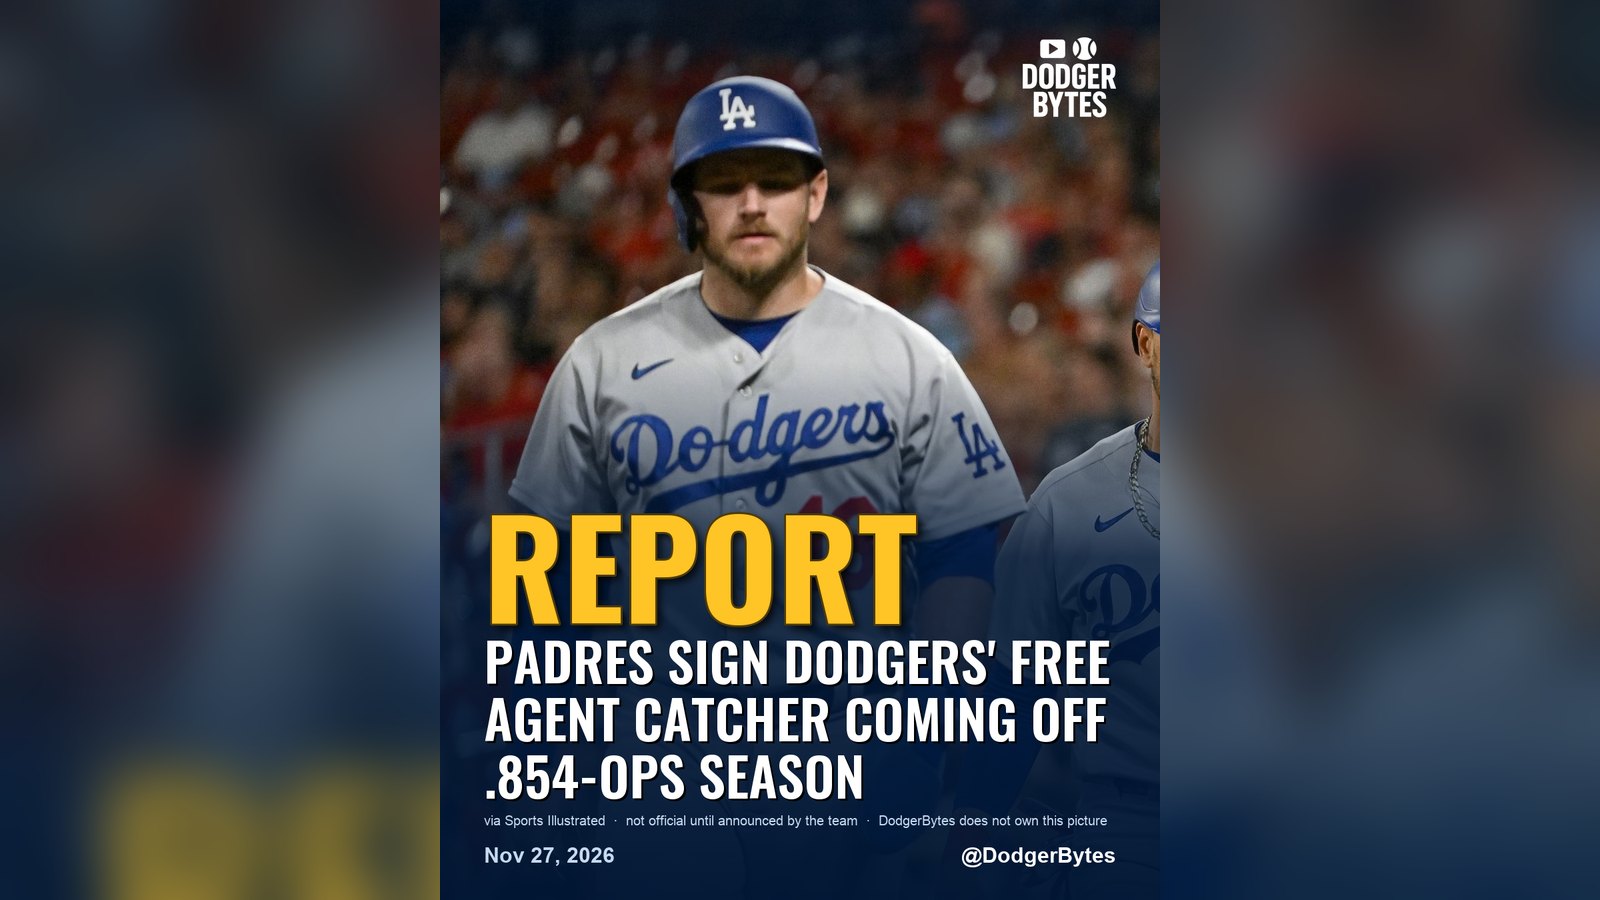 DODGER
BYTES
LA
Dodgers
LA
REPORT
PADRES SIGN DODGERS' FREE
AGENT CATCHER COMING OFF
.854-OPS SEASON
via Sports Illustrated · not official until announced by the team · DodgerBytes does not own this picture
Nov 27, 2026
@DodgerBytes